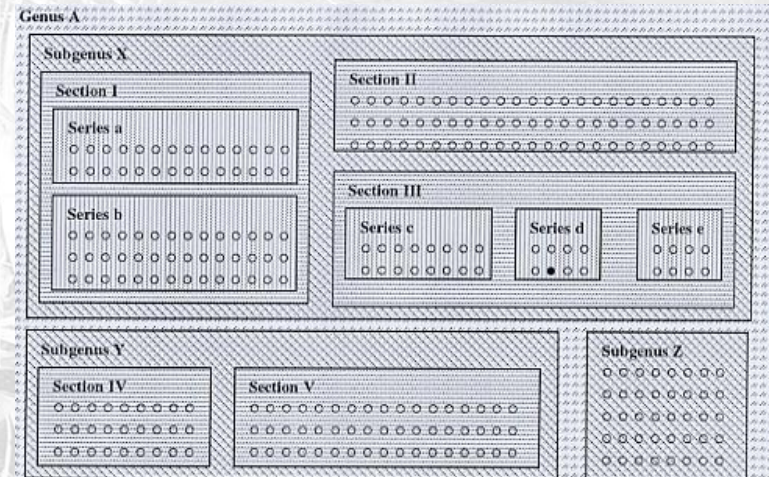 Genus A
Subgenus X
Section I
Series a
Series b
Section II
Section III
Series c
Series d
Series e
Subgenus Y
Section IV
Section V
Subgenus Z